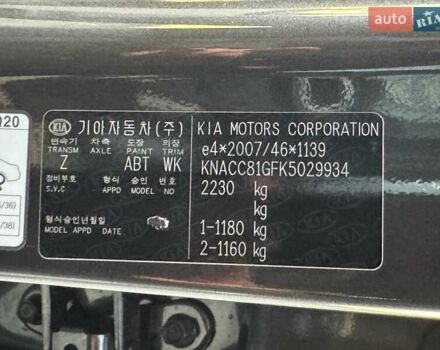 auto RIA
020
KIA 기아자동차(주)
변속기 차축 도장 외장
TRANSM AXLE PAINT TRIM
Z ABT WK
정비부호 형식 승인 번호
S.V.C APPD NO
형식승인년월일
MODEL APPD DATE
KIA MOTORS CORPORATION
e4*2007/46*1139
KNACC81GFK5029934
2230 kg
kg
1-1180 kg
2-1160 kg
/36)
/38)